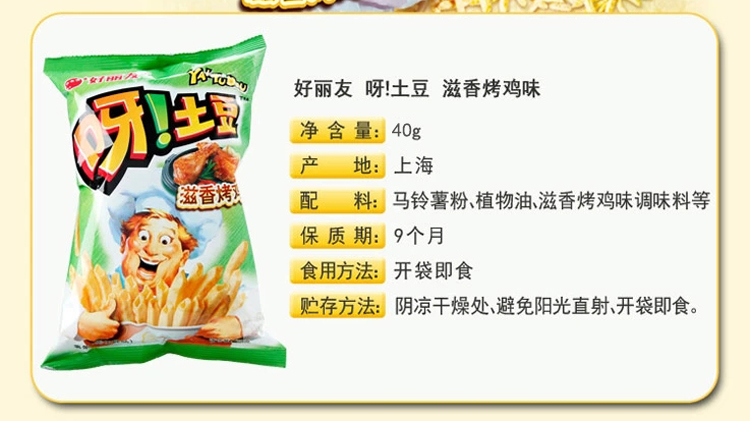 好丽友
YA!TUDOU
呀!土豆
滋香烤鸡
好丽友 呀!土豆 滋香烤鸡味
净含量: 40g
产地: 上海
配料: 马铃薯粉、植物油、滋香烤鸡味调味料等
保质期: 9个月
食用方法: 开袋即食
贮存方法: 阴凉干燥处、避免阳光直射、开袋即食。